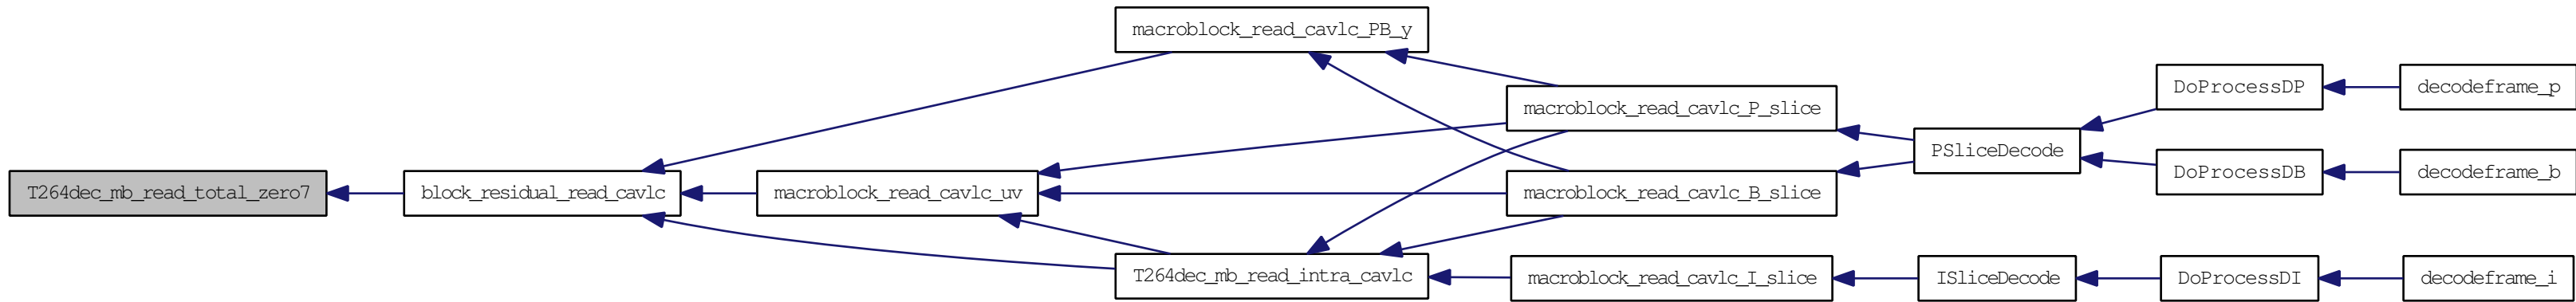 T264dec_mb_read_total_zero7
block_residual_read_cavlc
macroblock_read_cavlc_PB_y
macroblock_read_cavlc_uv
T264dec_mb_read_intra_cavlc
macroblock_read_cavlc_P_slice
macroblock_read_cavlc_B_slice
macroblock_read_cavlc_I_slice
PSliceDecode
ISliceDecode
DoProcessDP
DoProcessDB
DoProcessDI
decodeframe_p
decodeframe_b
decodeframe_i